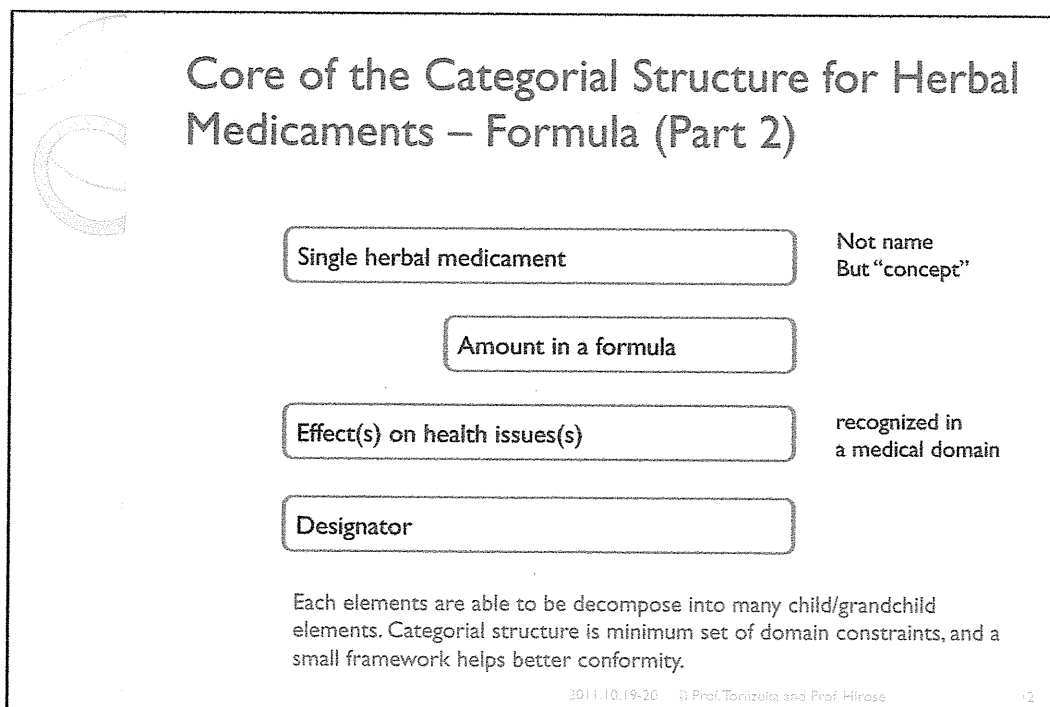 Core of the Categorial Structure for Herbal
Medicaments – Formula (Part 2)
Single herbal medicament
Not name
But “concept”
Amount in a formula
Effect(s) on health issues(s)
recognized in
a medical domain
Designator
Each elements are able to be decompose into many child/grandchild
elements. Categorial structure is minimum set of domain constraints, and a
small framework helps better conformity.
2011.10.19-20 © Prof. Toriizuka and Prof. Hirose
12